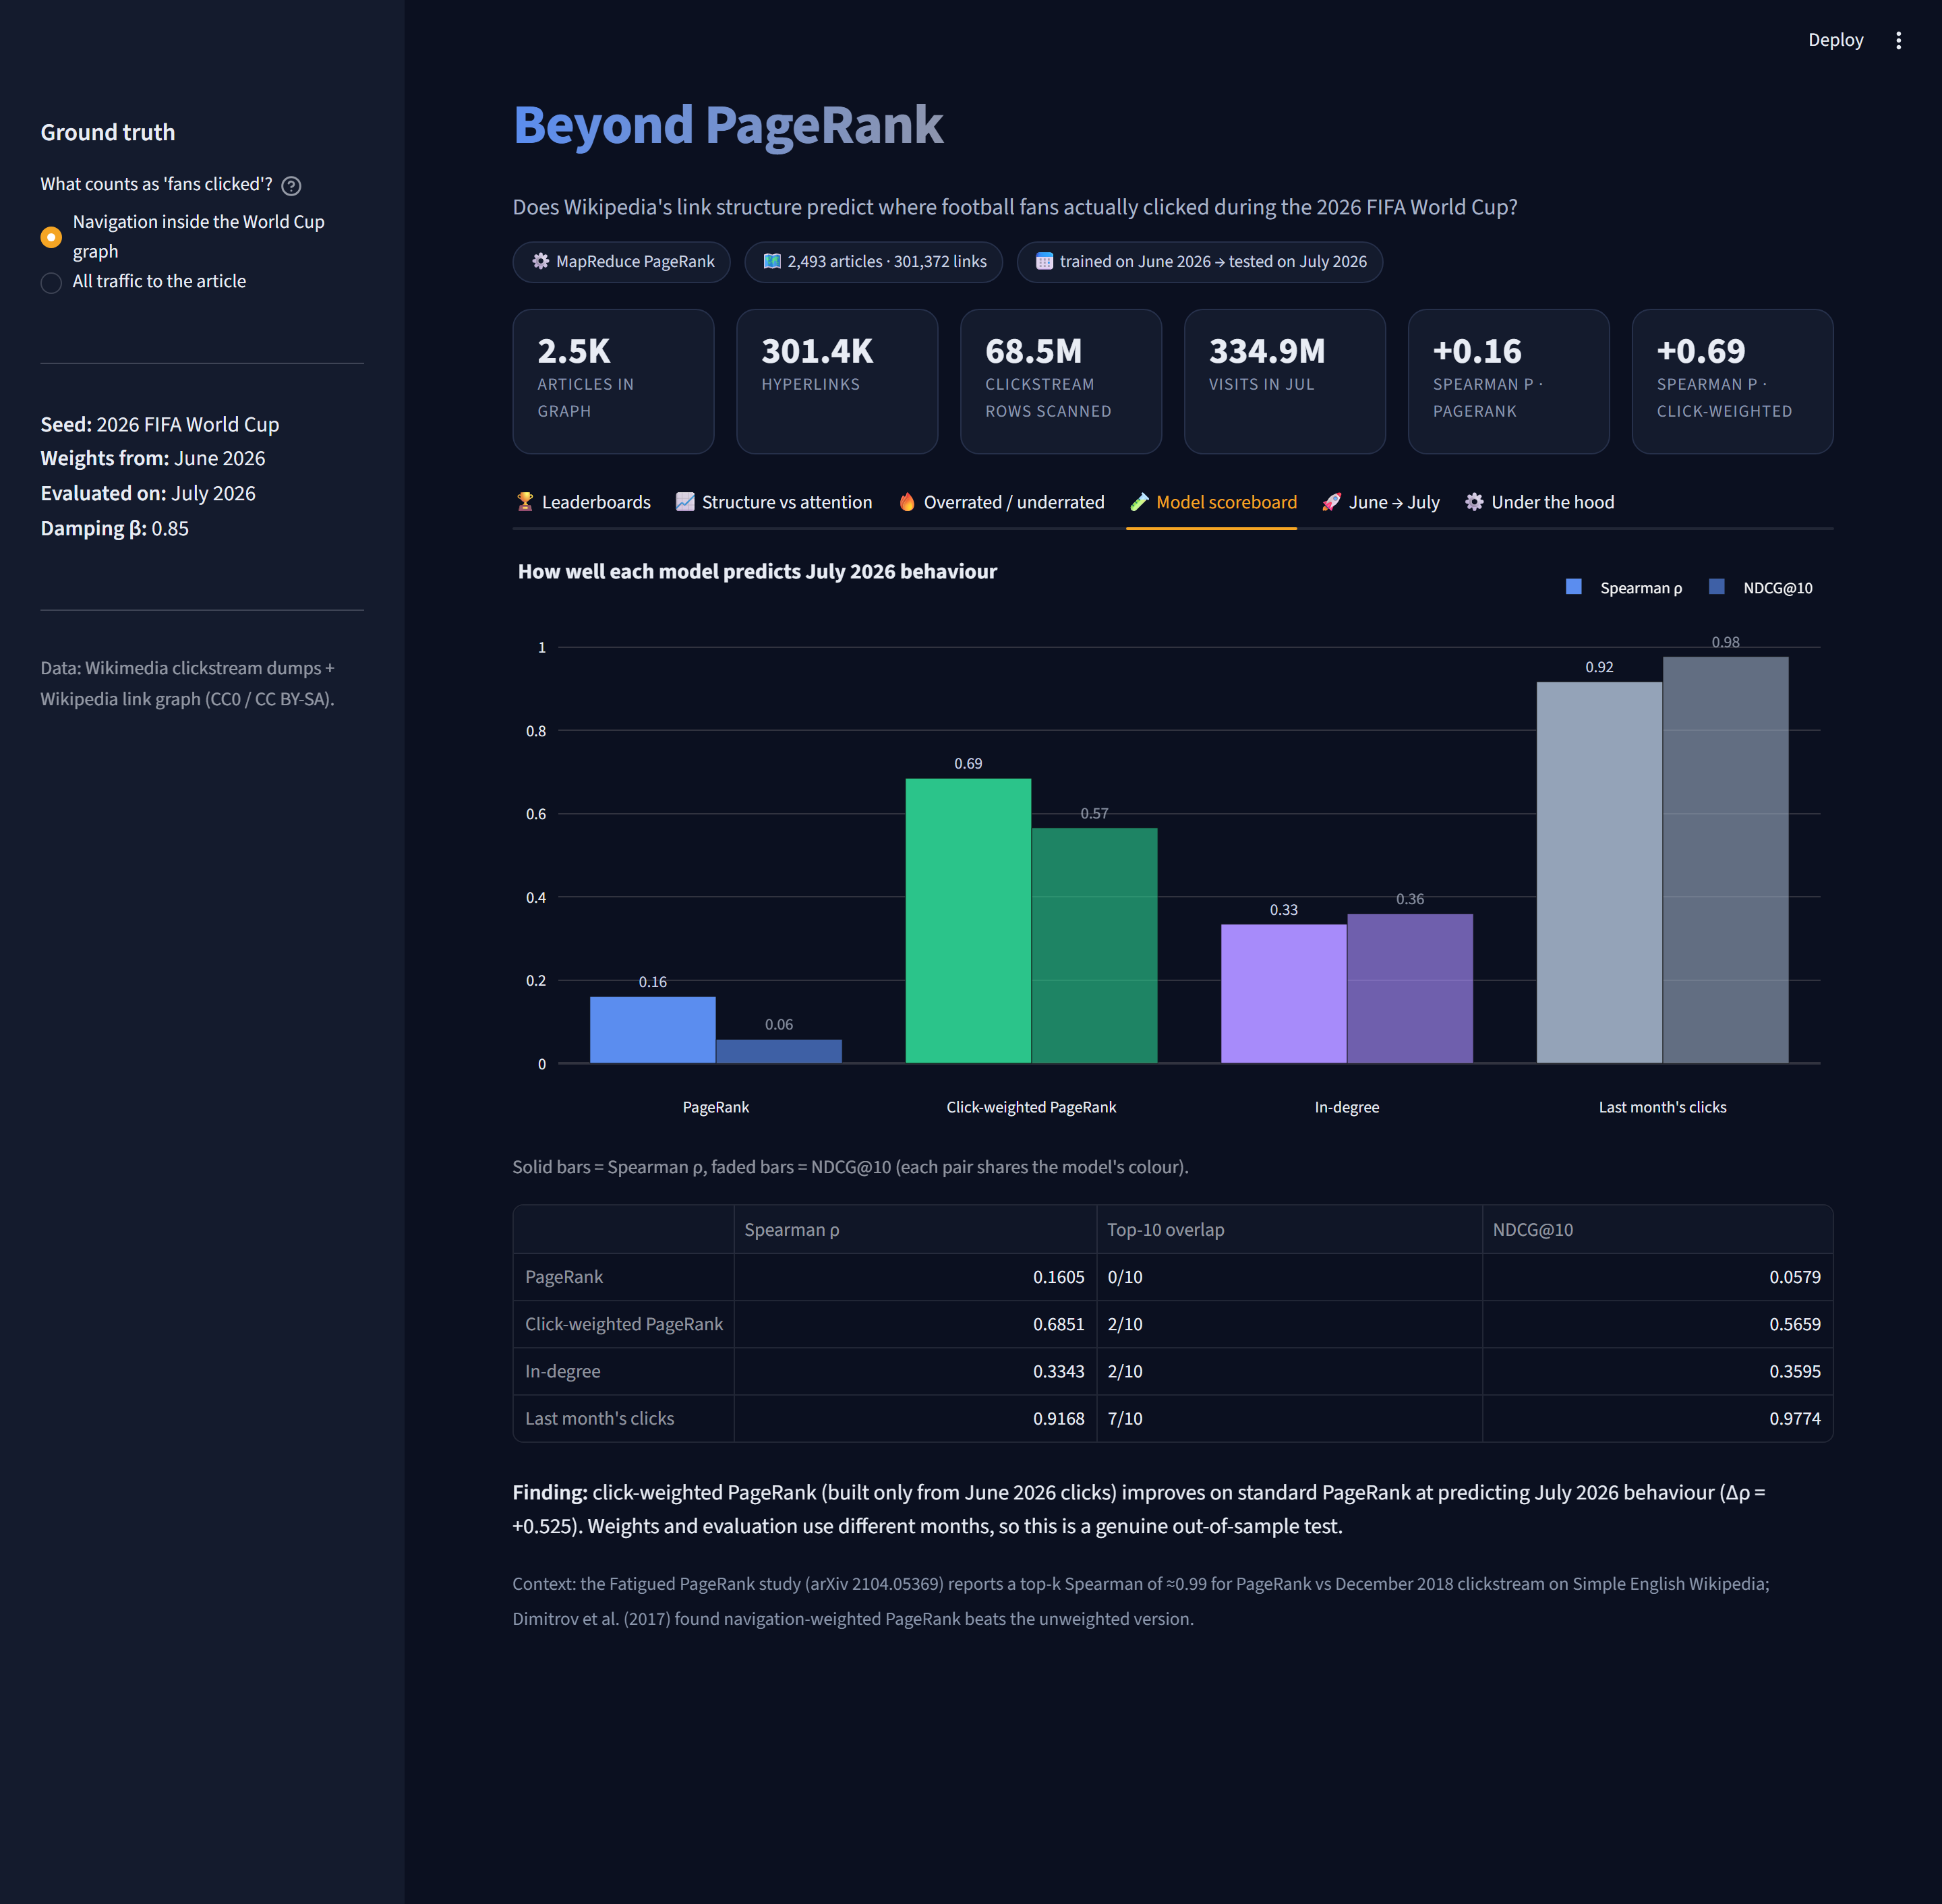 Deploy
Ground truth
What counts as 'fans clicked'?
Navigation inside the World Cup
graph
All traffic to the article
Seed: 2026 FIFA World Cup
Weights from: June 2026
Evaluated on: July 2026
Damping β: 0.85
Data: Wikimedia clickstream dumps +
Wikipedia link graph (CC0 / CC BY-SA).
Beyond PageRank
Does Wikipedia's link structure predict where football fans actually clicked during the 2026 FIFA World Cup?
MapReduce PageRank
2,493 articles · 301,372 links
trained on June 2026 → tested on July 2026
2.5K
ARTICLES IN
GRAPH
301.4K
HYPERLINKS
68.5M
CLICKSTREAM
ROWS SCANNED
334.9M
VISITS IN JUL
+0.16
SPEARMAN Ρ ·
PAGERANK
+0.69
SPEARMAN Ρ ·
CLICK-WEIGHTED
Leaderboards
Structure vs attention
Overrated / underrated
Model scoreboard
June → July
Under the hood
How well each model predicts July 2026 behaviour
Spearman ρ
NDCG@10
1
0.8
0.6
0.4
0.2
0
0.16
0.06
0.69
0.57
0.33
0.36
0.92
0.98
PageRank
Click-weighted PageRank
In-degree
Last month's clicks
Solid bars = Spearman ρ, faded bars = NDCG@10 (each pair shares the model's colour).
Spearman ρ Top-10 overlap NDCG@10
PageRank 0.1605 0/10 0.0579
Click-weighted PageRank 0.6851 2/10 0.5659
In-degree 0.3343 2/10 0.3595
Last month's clicks 0.9168 7/10 0.9774
Finding: click-weighted PageRank (built only from June 2026 clicks) improves on standard PageRank at predicting July 2026 behaviour (Δρ =
+0.525). Weights and evaluation use different months, so this is a genuine out-of-sample test.
Context: the Fatigued PageRank study (arXiv 2104.05369) reports a top-k Spearman of ≈0.99 for PageRank vs December 2018 clickstream on Simple English Wikipedia;
Dimitrov et al. (2017) found navigation-weighted PageRank beats the unweighted version.